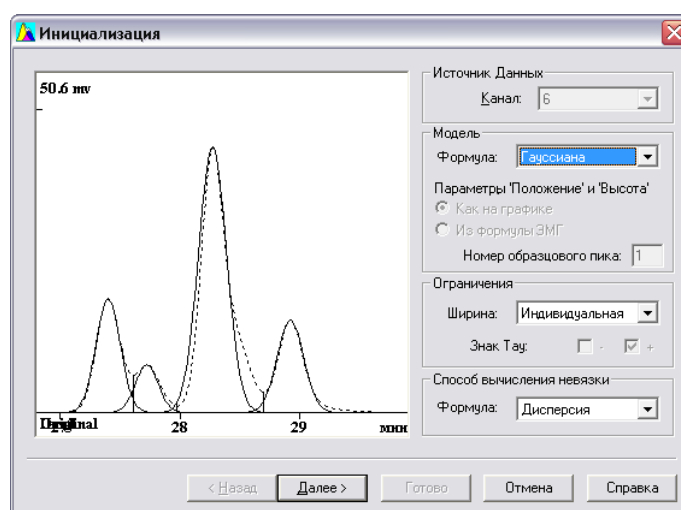 Инициализация
50.6 mv
28
29
мин
Источник Данных
Канал: 6
Модель
Формула: Гауссиана
Параметры 'Положение' и 'Высота'
Как на графике
Из формулы ЭМГ
Номер образцового пика: 1
Ограничения
Ширина: Индивидуальная
Знак Тау: - +
Способ вычисления невязки
Формула: Дисперсия
< Назад
Далее >
Готово
Отмена
Справка